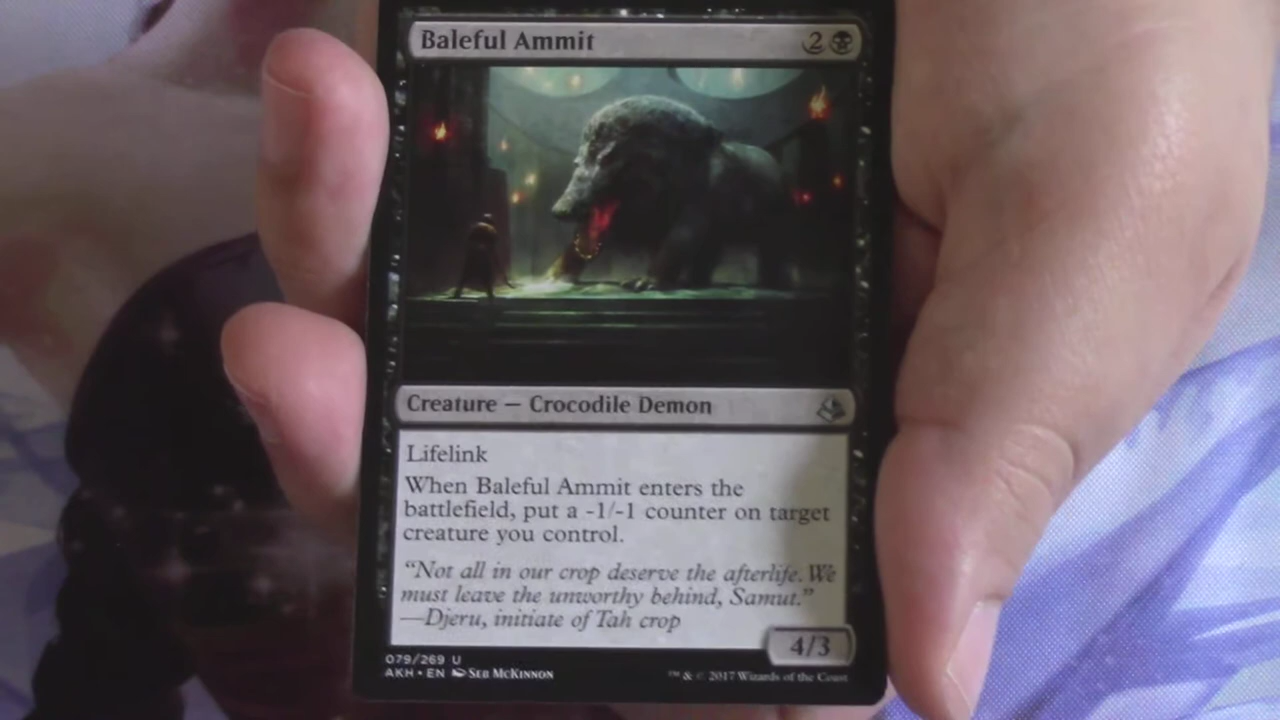 Baleful Ammit 2
Creature — Crocodile Demon
Lifelink
When Baleful Ammit enters the
battlefield, put a -1/-1 counter on target
creature you control.
“Not all in our crop deserve the afterlife. We
must leave the unworthy behind, Samut.”
—Djeru, initiate of Tah crop
4/3
079/269 U
AKH • EN Seb McKinnon
™ & © 2017 Wizards of the Coast